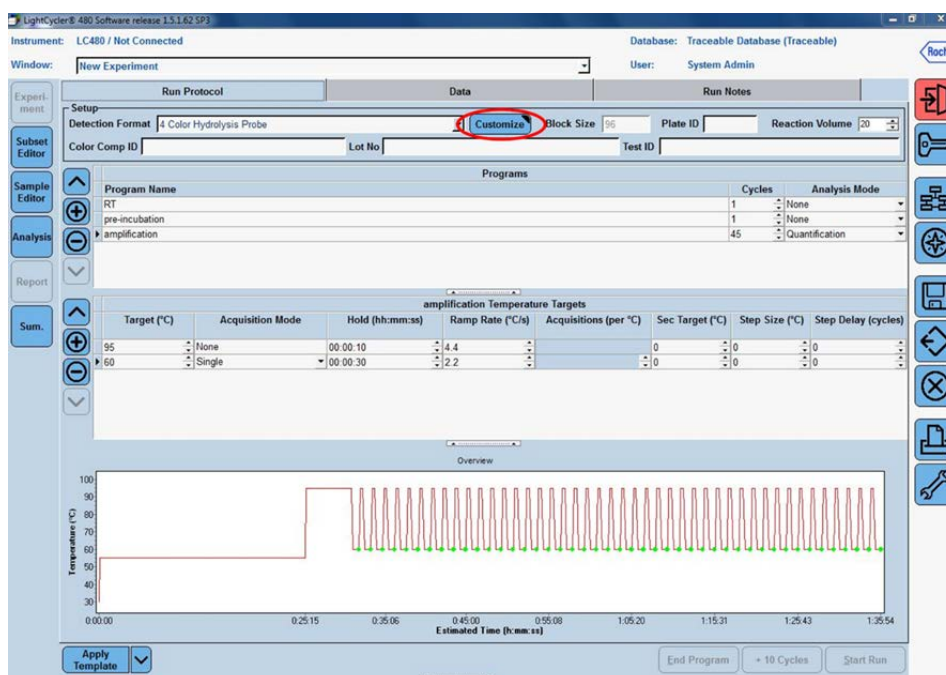 LightCycler® 480 Software release 1.5.1.62 SP3
Instrument: LC480 / Not Connected Database: Traceable Database (Traceable)
Window: New Experiment User: System Admin
Roch
Experi-
ment
Subset
Editor
Sample
Editor
Analysis
Report
Sum.
Run Protocol Data Run Notes
Setup
Detection Format 4 Color Hydrolysis Probe Customize Block Size 96 Plate ID Reaction Volume 20
Color Comp ID Lot No Test ID
Programs
Program Name Cycles Analysis Mode
RT 1 None
pre-incubation 1 None
amplification 45 Quantification
amplification Temperature Targets
Target (°C) Acquisition Mode Hold (hh:mm:ss) Ramp Rate (°C/s) Acquisitions (per °C) Sec Target (°C) Step Size (°C) Step Delay (cycles)
95 None 00:00:10 4.4 0 0 0
60 Single 00:00:30 2.2 0 0 0
Overview
Temperature (°C)
100
90
80
70
60
50
40
30
0:00:00 0:25:15 0:35:06 0:45:00 0:55:08 1:05:20 1:15:31 1:25:43 1:35:54
Estimated Time (h:mm:ss)
Apply
Template
End Program + 10 Cycles Start Run